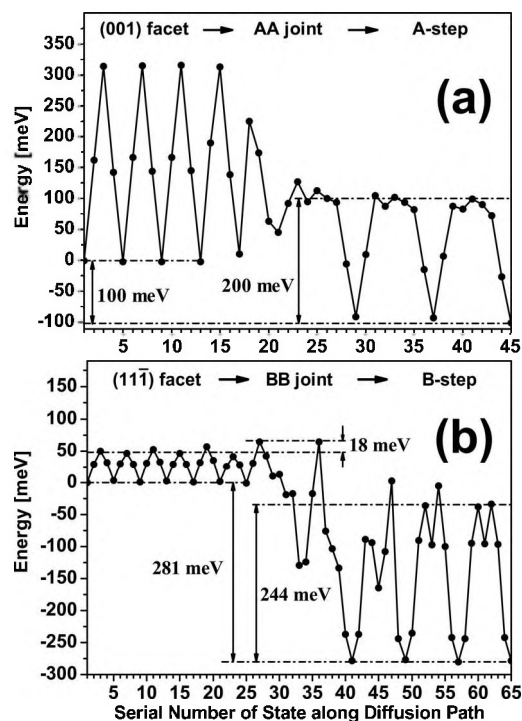 (001) facet → AA joint → A-step
(a)
Energy [meV]
350
300
250
200
150
100
50
0
-50
-100
100 meV
200 meV
5 10 15 20 25 30 35 40 45
(111̄) facet → BB joint → B-step
(b)
Energy [meV]
150
100
50
0
-50
-100
-150
-200
-250
-300
18 meV
281 meV
244 meV
5 10 15 20 25 30 35 40 45 50 55 60 65
Serial Number of State along Diffusion Path